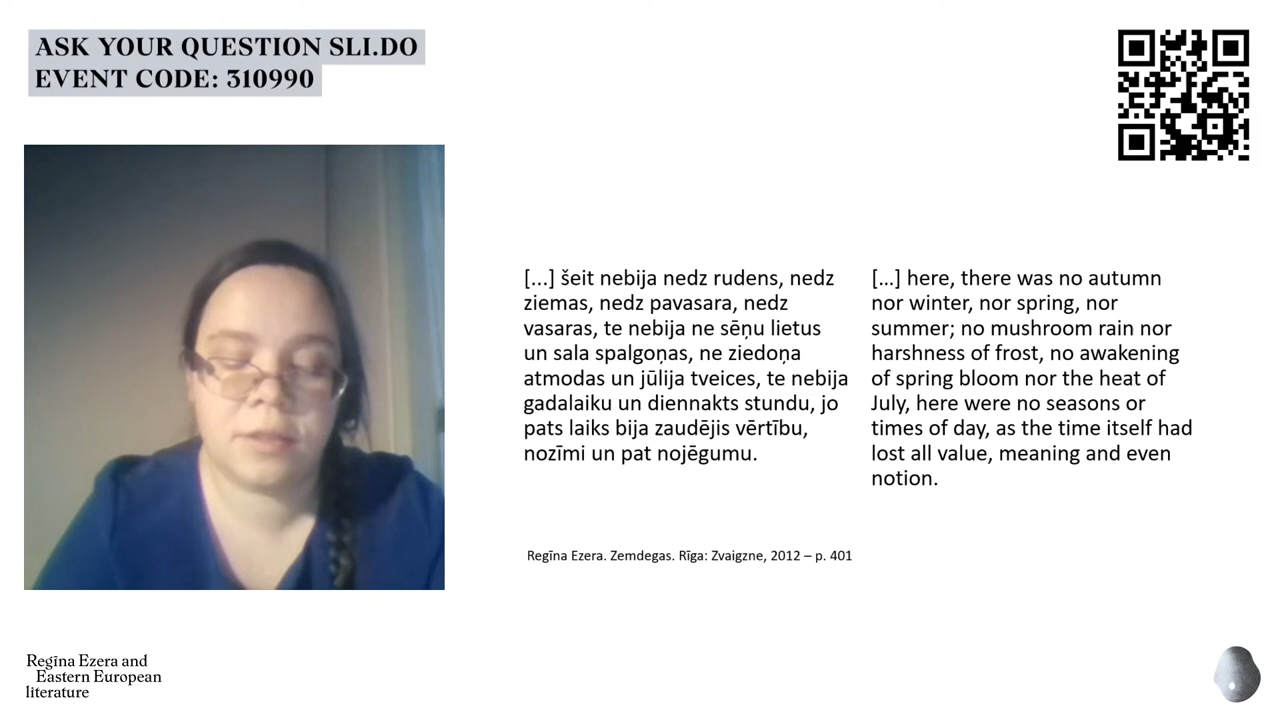 ASK YOUR QUESTION SLI.DO
EVENT CODE: 310990
[...] šeit nebija nedz rudens, nedz
ziemas, nedz pavasara, nedz
vasaras, te nebija ne sēņu lietus
un sala spalgoņas, ne ziedoņa
atmodas un jūlija tveices, te nebija
gadalaiku un diennakts stundu, jo
pats laiks bija zaudējis vērtību,
nozīmi un pat nojēgumu.
[…] here, there was no autumn
nor winter, nor spring, nor
summer; no mushroom rain nor
harshness of frost, no awakening
of spring bloom nor the heat of
July, here were no seasons or
times of day, as the time itself had
lost all value, meaning and even
notion.
Regīna Ezera. Zemdegas. Rīga: Zvaigzne, 2012 – p. 401
Regīna Ezera and
Eastern European
literature